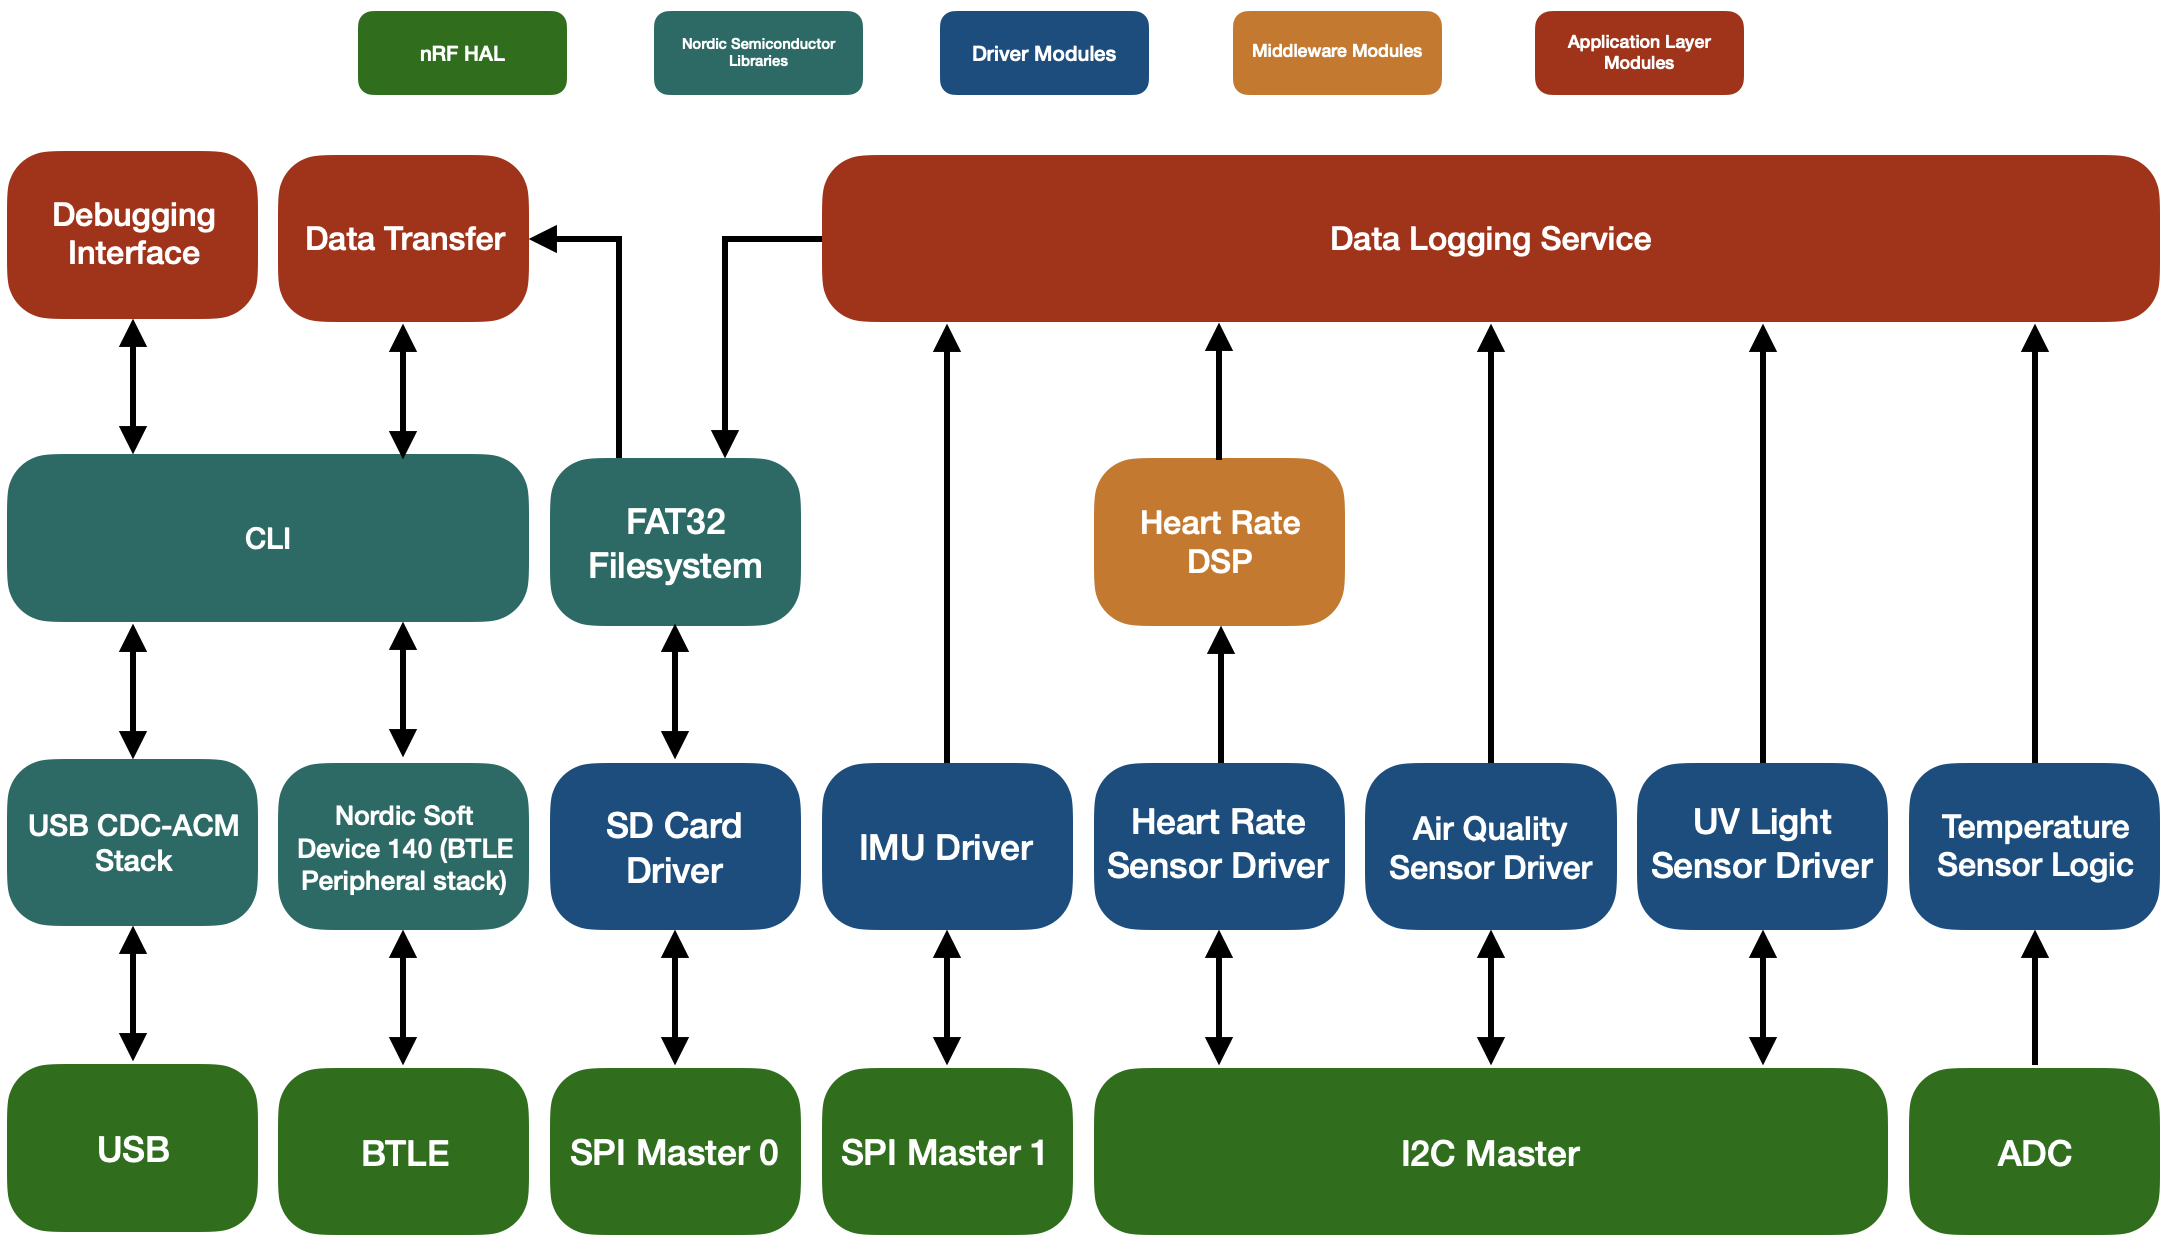 nRF HAL
Nordic Semiconductor
Libraries
Driver Modules
Middleware Modules
Application Layer
Modules
Debugging
Interface
Data Transfer
Data Logging Service
CLI
FAT32
Filesystem
Heart Rate
DSP
USB CDC-ACM
Stack
Nordic Soft
Device 140 (BTLE
Peripheral stack)
SD Card
Driver
IMU Driver
Heart Rate
Sensor Driver
Air Quality
Sensor Driver
UV Light
Sensor Driver
Temperature
Sensor Logic
USB
BTLE
SPI Master 0
SPI Master 1
I2C Master
ADC